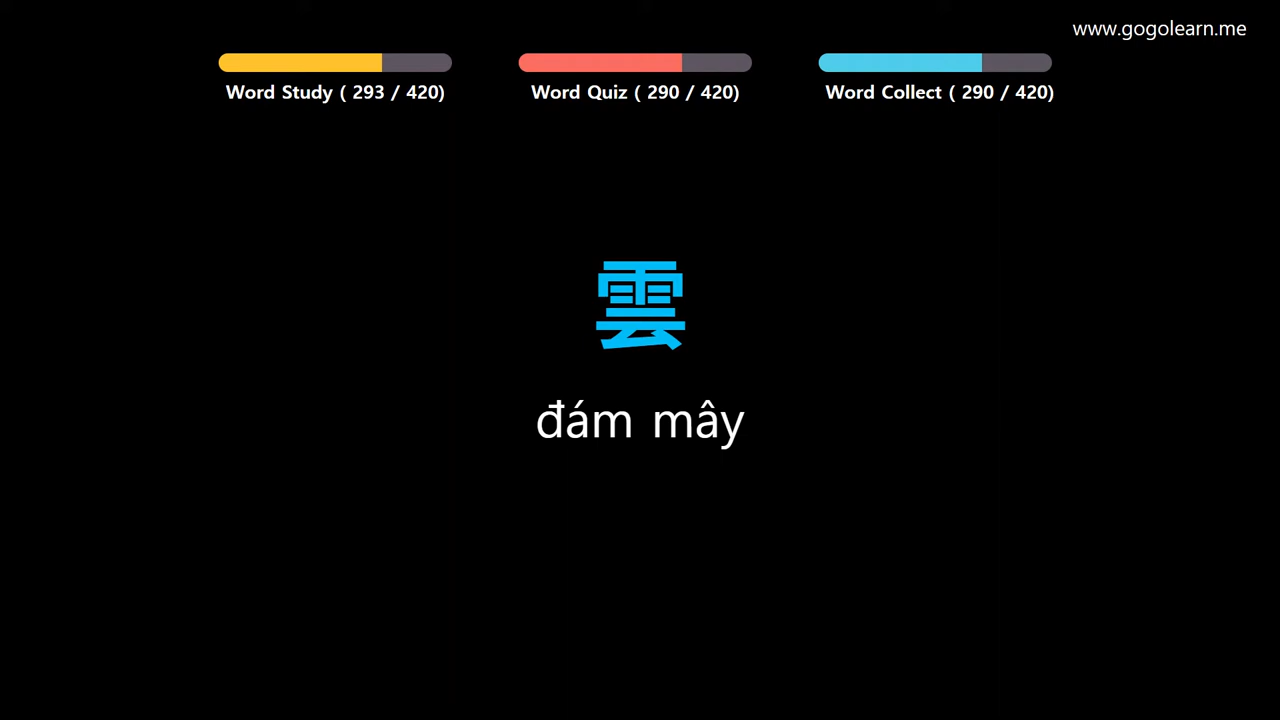 www.gogolearn.me
Word Study ( 293 / 420)
Word Quiz ( 290 / 420)
Word Collect ( 290 / 420)
雲
đám mây